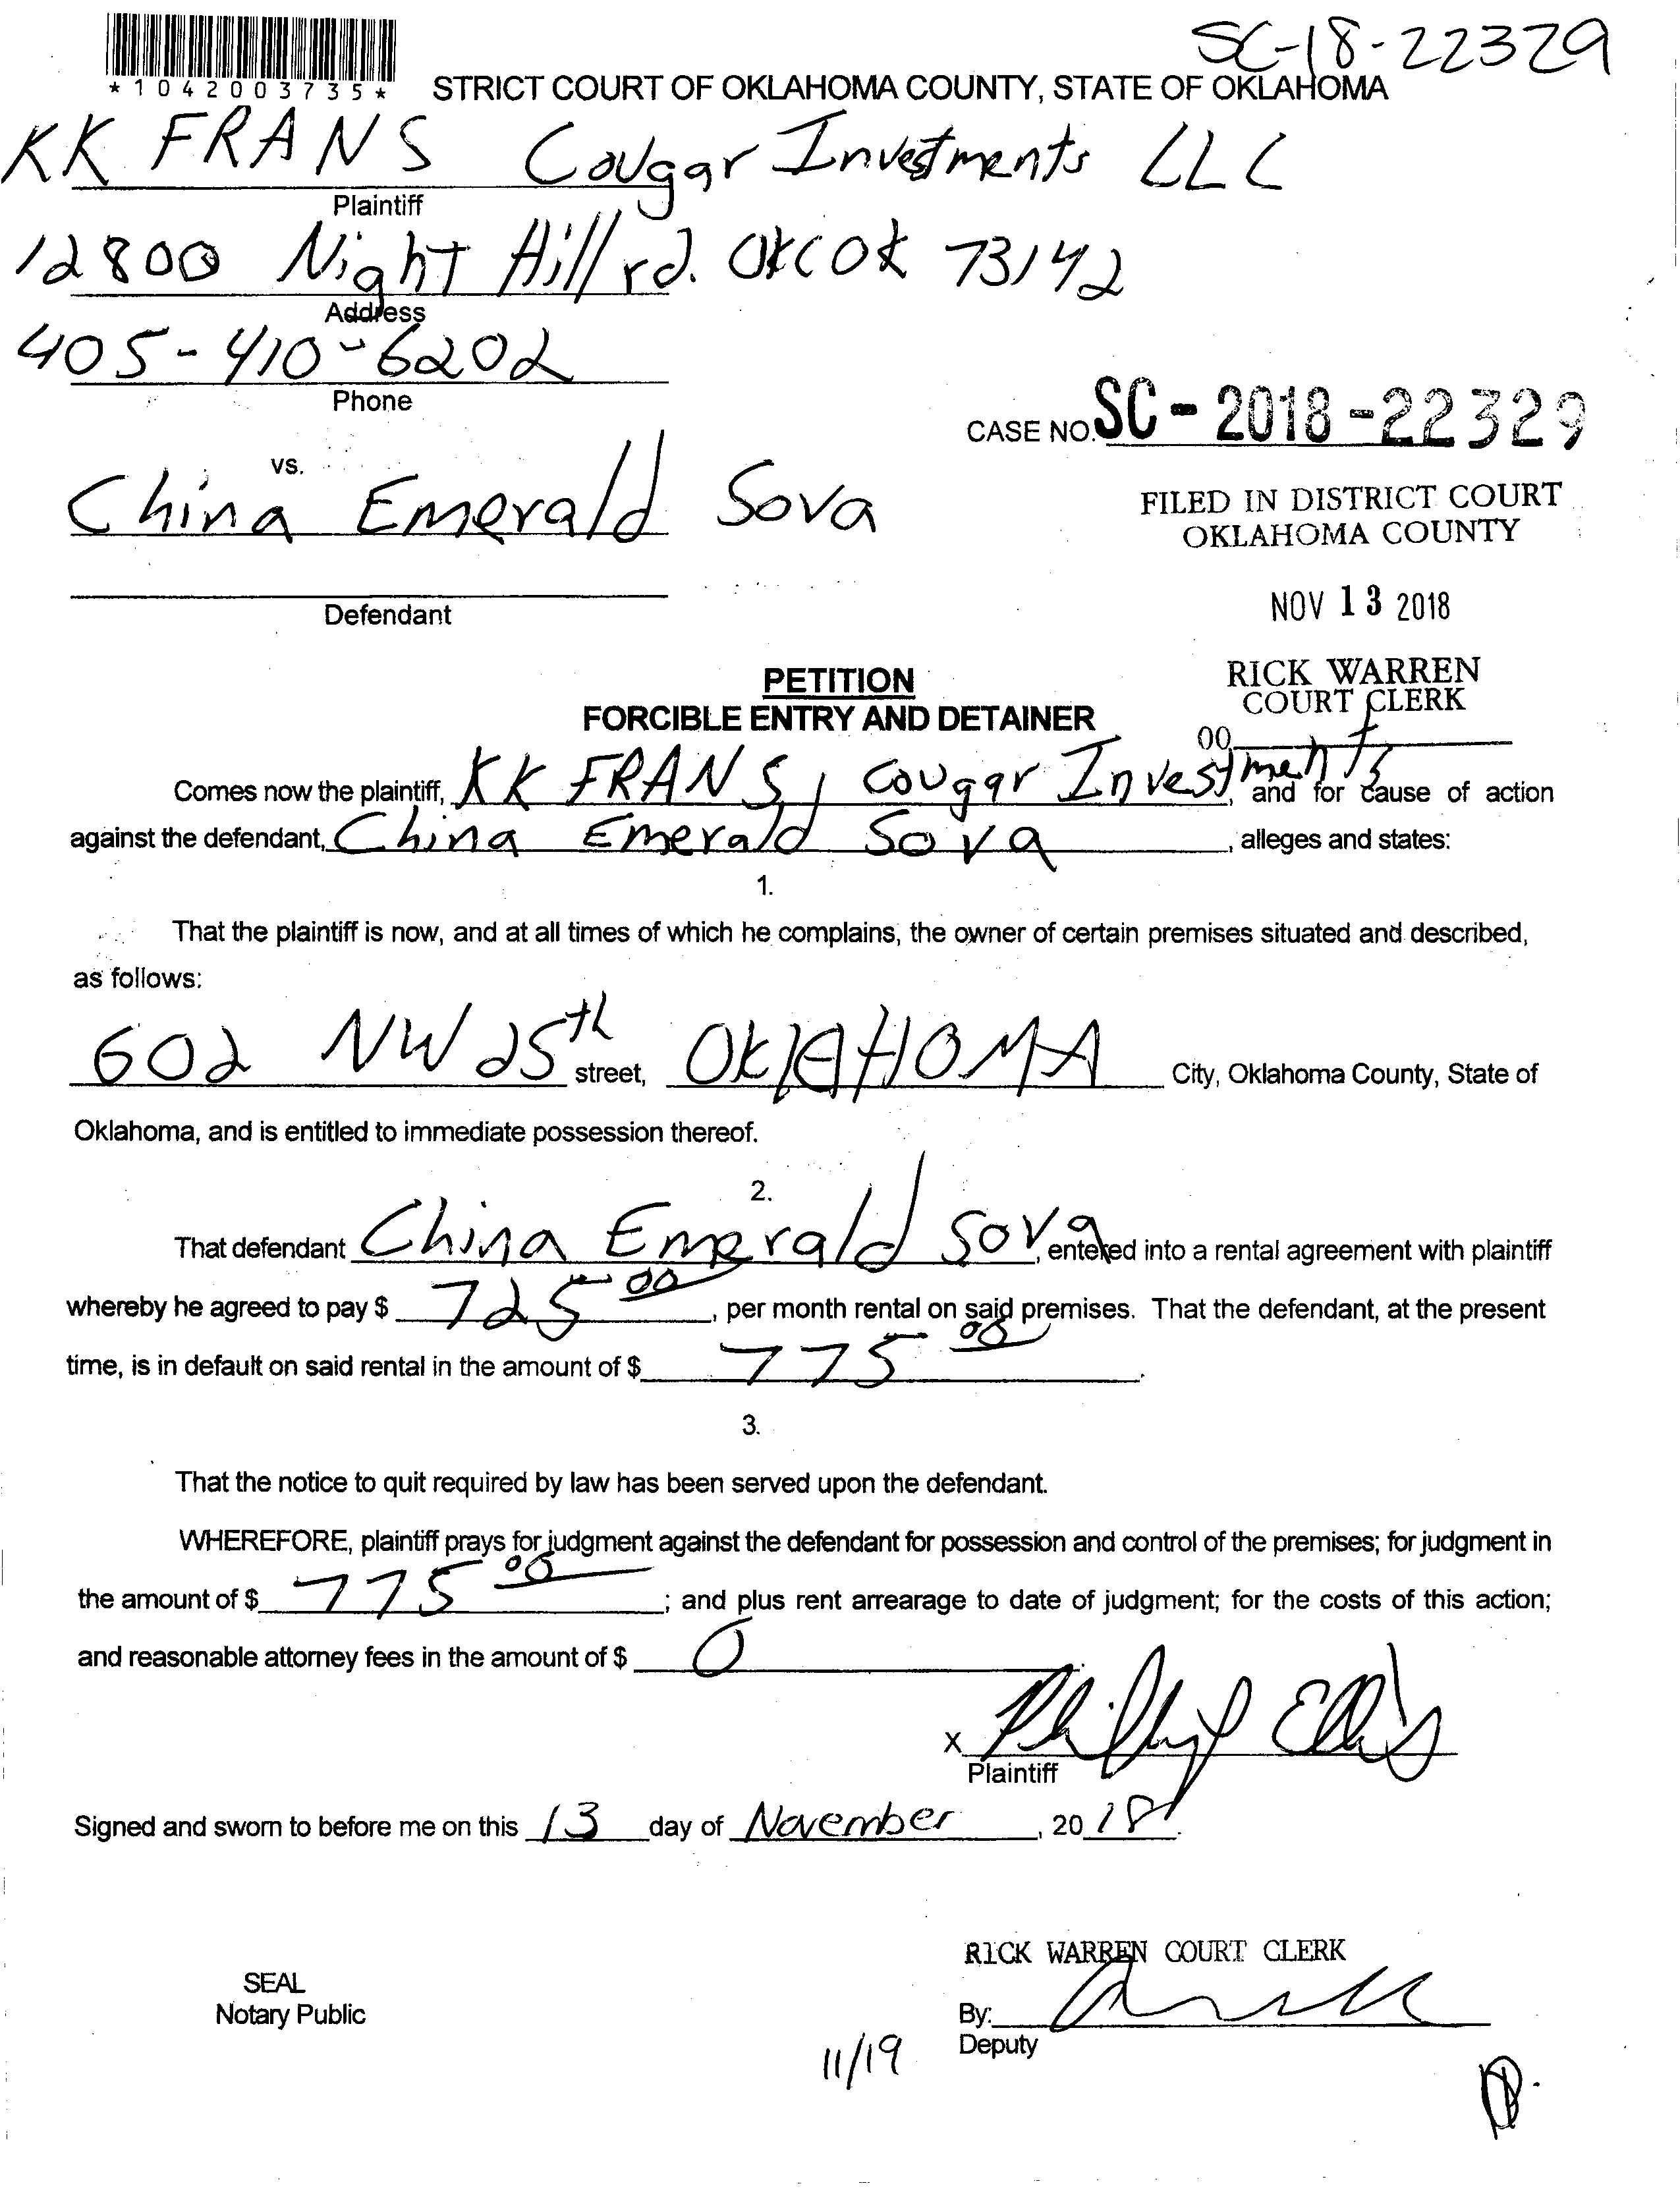 SC-18-22329
*1042003735*
STRICT COURT OF OKLAHOMA COUNTY, STATE OF OKLAHOMA
KK FRANS Cougar Investments LLC
Plaintiff
12800 Night Hill rd. OKC OK 73142
Address
405-410-6202
Phone
CASE NO. SC-2018-22329
vs.
China Emerald Sova
FILED IN DISTRICT COURT
OKLAHOMA COUNTY
Defendant
NOV 13 2018
PETITION
FORCIBLE ENTRY AND DETAINER
RICK WARREN
COURT CLERK
00
Comes now the plaintiff, KK FRANS, Cougar Investments, and for cause of action
against the defendant, China Emerald Sova, alleges and states:
1.
That the plaintiff is now, and at all times of which he complains, the owner of certain premises situated and described,
as follows:
602 NW 25th street, OKlAHOMA City, Oklahoma County, State of
Oklahoma, and is entitled to immediate possession thereof.
2.
That defendant China Emerald Sova, entered into a rental agreement with plaintiff
whereby he agreed to pay $ 725 00, per month rental on said premises. That the defendant, at the present
time, is in default on said rental in the amount of $ 775 00.
3.
That the notice to quit required by law has been served upon the defendant.
WHEREFORE, plaintiff prays for judgment against the defendant for possession and control of the premises; for judgment in
the amount of $ 775 00; and plus rent arrearage to date of judgment; for the costs of this action;
and reasonable attorney fees in the amount of $ 0.
X Phillip Ellis
Plaintiff
Signed and sworn to before me on this 13 day of November, 2018.
RICK WARREN COURT CLERK
SEAL
Notary Public
By:
Deputy
11/19